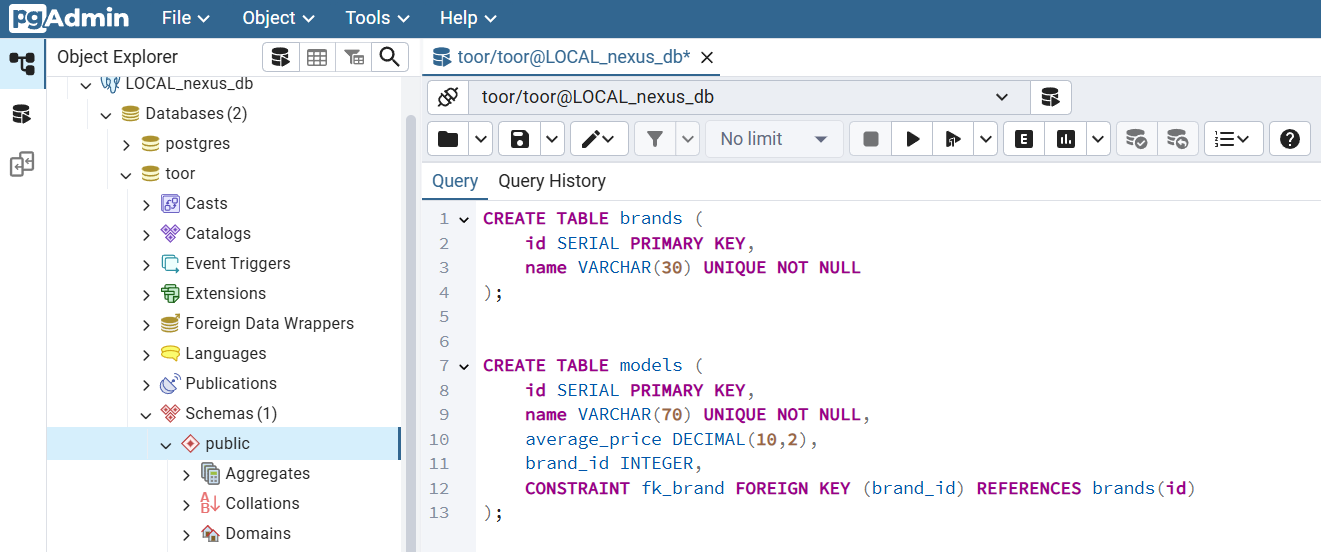 pgAdmin File Object Tools Help
Object Explorer
toor/toor@LOCAL_nexus_db*
LOCAL_nexus_db
Databases (2)
postgres
toor
Casts
Catalogs
Event Triggers
Extensions
Foreign Data Wrappers
Languages
Publications
Schemas (1)
public
Aggregates
Collations
Domains
toor/toor@LOCAL_nexus_db
No limit
E
Query Query History
1 CREATE TABLE brands (
2     id SERIAL PRIMARY KEY,
3     name VARCHAR(30) UNIQUE NOT NULL
4 );
5
6
7 CREATE TABLE models (
8     id SERIAL PRIMARY KEY,
9     name VARCHAR(70) UNIQUE NOT NULL,
10     average_price DECIMAL(10,2),
11     brand_id INTEGER,
12     CONSTRAINT fk_brand FOREIGN KEY (brand_id) REFERENCES brands(id)
13 );